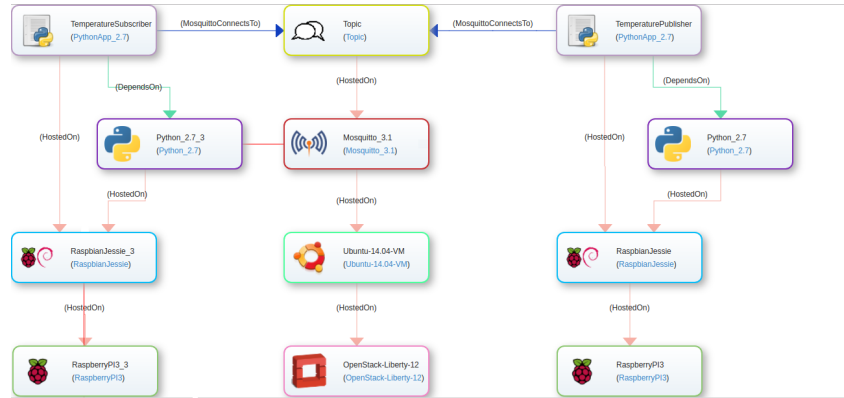 TemperatureSubscriber
(PythonApp_2.7)
(MosquittoConnectsTo)
Topic
(Topic)
(MosquittoConnectsTo)
TemperaturePublisher
(PythonApp_2.7)
(DependsOn)
(HostedOn)
(DependsOn)
(HostedOn)
Python_2.7_3
(Python_2.7)
Mosquitto_3.1
(Mosquitto_3.1)
(HostedOn)
Python_2.7
(Python_2.7)
(HostedOn)
(HostedOn)
(HostedOn)
RaspbianJessie_3
(RaspbianJessie)
Ubuntu-14.04-VM
(Ubuntu-14.04-VM)
RaspbianJessie
(RaspbianJessie)
(HostedOn)
(HostedOn)
(HostedOn)
RaspberryPI3_3
(RaspberryPI3)
OpenStack-Liberty-12
(OpenStack-Liberty-12)
RaspberryPI3
(RaspberryPI3)